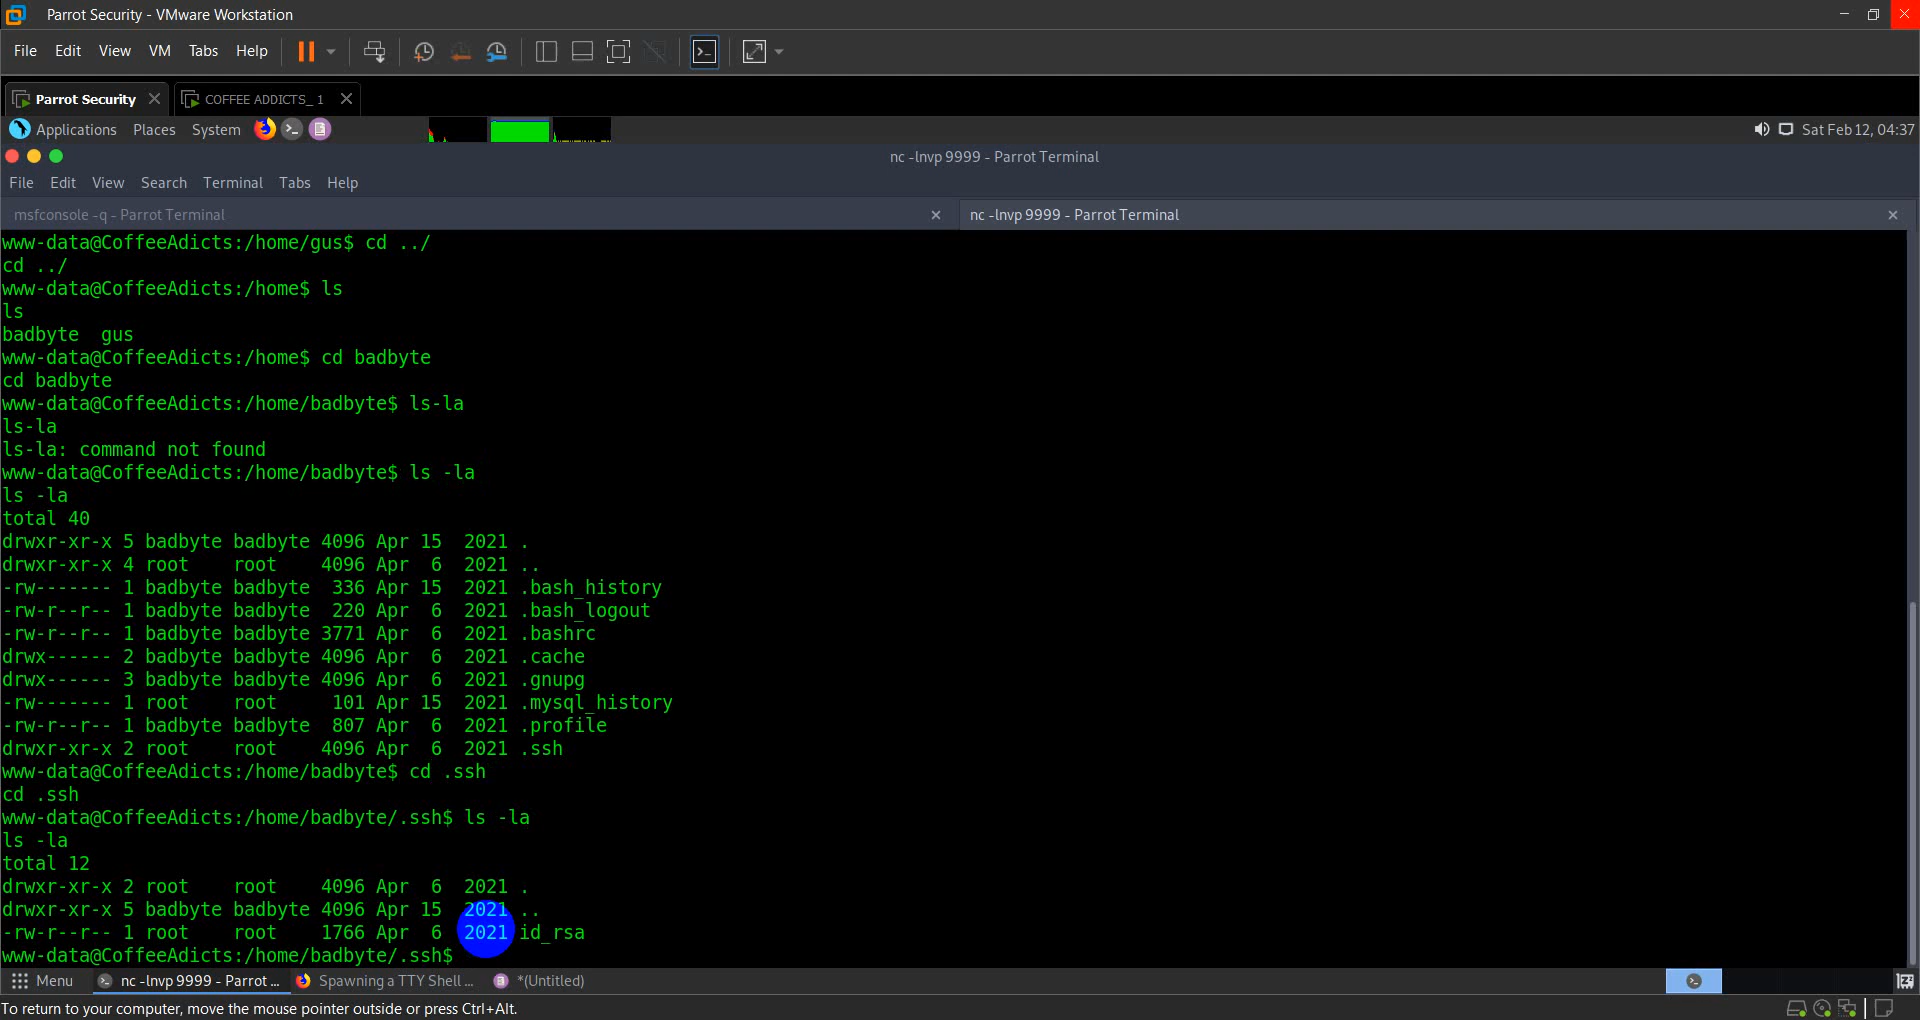 Parrot Security - VMware Workstation
File Edit View VM Tabs Help
Parrot Security COFFEE ADDICTS_ 1
Applications Places System Sat Feb 12, 04:37
nc -lnvp 9999 - Parrot Terminal
File Edit View Search Terminal Tabs Help
msfconsole -q - Parrot Terminal nc -lnvp 9999 - Parrot Terminal
www-data@CoffeeAdicts:/home/gus$ cd ../
cd ../
www-data@CoffeeAdicts:/home$ ls
ls
badbyte  gus
www-data@CoffeeAdicts:/home$ cd badbyte
cd badbyte
www-data@CoffeeAdicts:/home/badbyte$ ls-la
ls-la
ls-la: command not found
www-data@CoffeeAdicts:/home/badbyte$ ls -la
ls -la
total 40
drwxr-xr-x 5 badbyte badbyte 4096 Apr 15  2021 .
drwxr-xr-x 4 root    root    4096 Apr  6  2021 ..
-rw------- 1 badbyte badbyte  336 Apr 15  2021 .bash_history
-rw-r--r-- 1 badbyte badbyte  220 Apr  6  2021 .bash_logout
-rw-r--r-- 1 badbyte badbyte 3771 Apr  6  2021 .bashrc
drwx------ 2 badbyte badbyte 4096 Apr  6  2021 .cache
drwx------ 3 badbyte badbyte 4096 Apr  6  2021 .gnupg
-rw------- 1 root    root     101 Apr 15  2021 .mysql_history
-rw-r--r-- 1 badbyte badbyte  807 Apr  6  2021 .profile
drwxr-xr-x 2 root    root    4096 Apr  6  2021 .ssh
www-data@CoffeeAdicts:/home/badbyte$ cd .ssh
cd .ssh
www-data@CoffeeAdicts:/home/badbyte/.ssh$ ls -la
ls -la
total 12
drwxr-xr-x 2 root    root    4096 Apr  6  2021 .
drwxr-xr-x 5 badbyte badbyte 4096 Apr 15  2021 ..
-rw-r--r-- 1 root    root    1766 Apr  6  2021 id_rsa
www-data@CoffeeAdicts:/home/badbyte/.ssh$
Menu nc -lnvp 9999 - Parrot ... Spawning a TTY Shell ... *(Untitled)
To return to your computer, move the mouse pointer outside or press Ctrl+Alt.